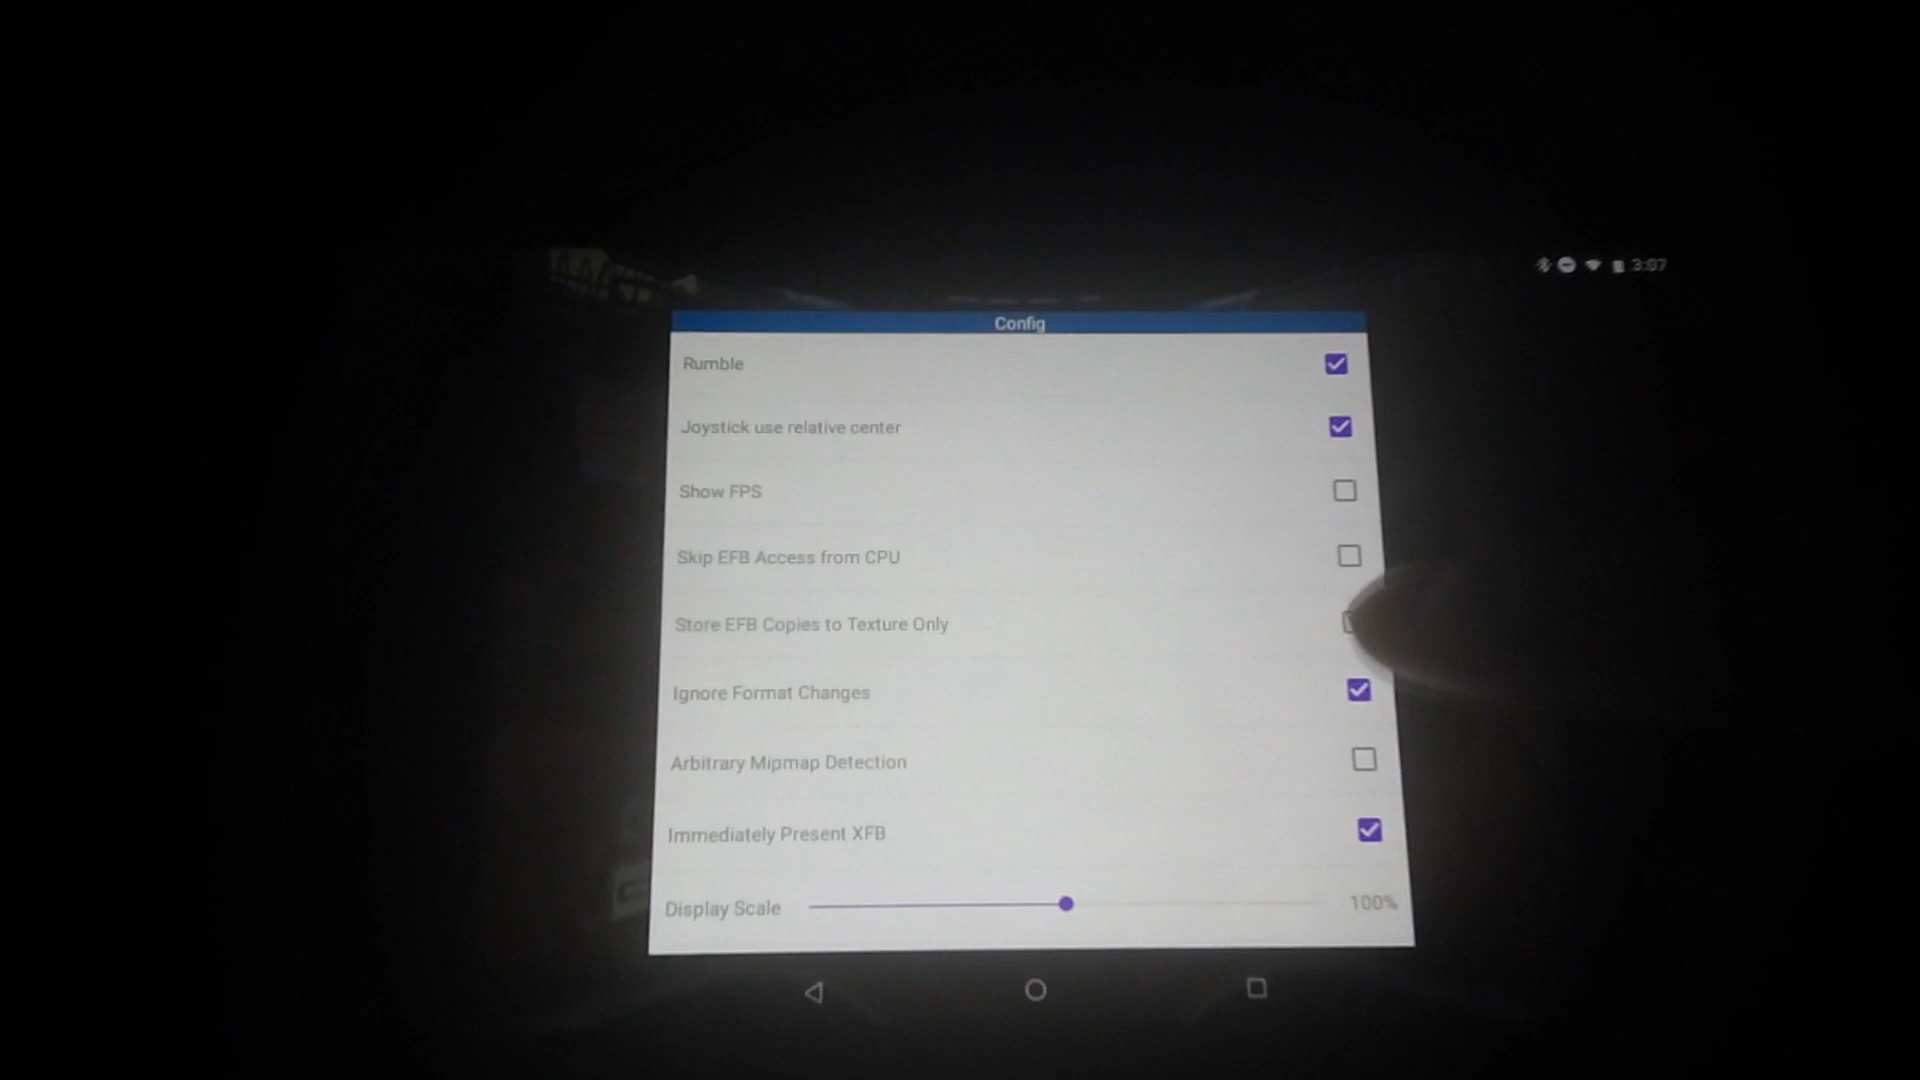 3:07
Config
Rumble
Joystick use relative center
Show FPS
Skip EFB Access from CPU
Store EFB Copies to Texture Only
Ignore Format Changes
Arbitrary Mipmap Detection
Immediately Present XFB
Display Scale 100%